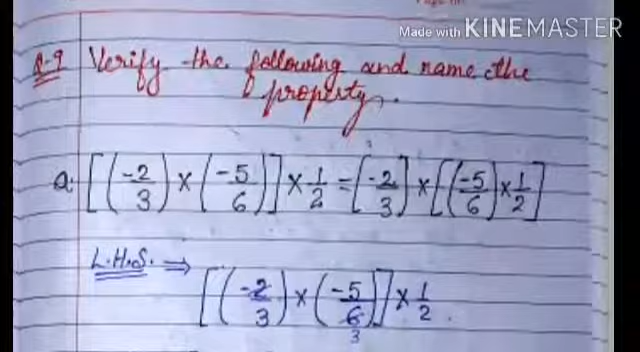 Made with KINEMASTER
Q-9 Verify the following and name the
property.
a. [(-2/3) × (-5/6)] × 1/2 = [-2/3] × [(-5/6) × 1/2]
L.H.S. → [(-2/3) × (-5/6)] × 1/2.
3